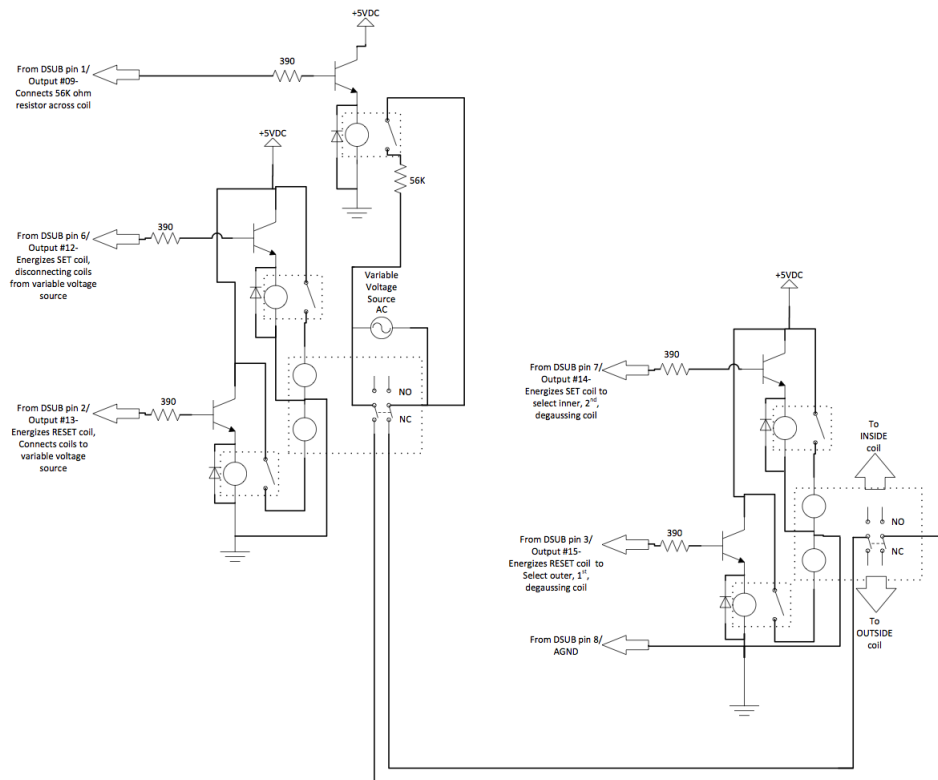 +5VDC
390
From DSUB pin 1/
Output #09-
Connects 56K ohm
resistor across coil
56K
+5VDC
390
From DSUB pin 6/
Output #12-
Energizes SET coil,
disconnecting coils
from variable voltage
source
Variable
Voltage
Source
AC
NO
NC
390
From DSUB pin 2/
Output #13-
Energizes RESET coil,
Connects coils to
variable voltage
source
+5VDC
390
From DSUB pin 7/
Output #14-
Energizes SET coil to
select inner, 2nd,
degaussing coil
To
INSIDE
coil
NO
NC
390
From DSUB pin 3/
Output #15-
Energizes RESET coil to
Select outer, 1st,
degaussing coil
To
OUTSIDE
coil
From DSUB pin 8/
AGND